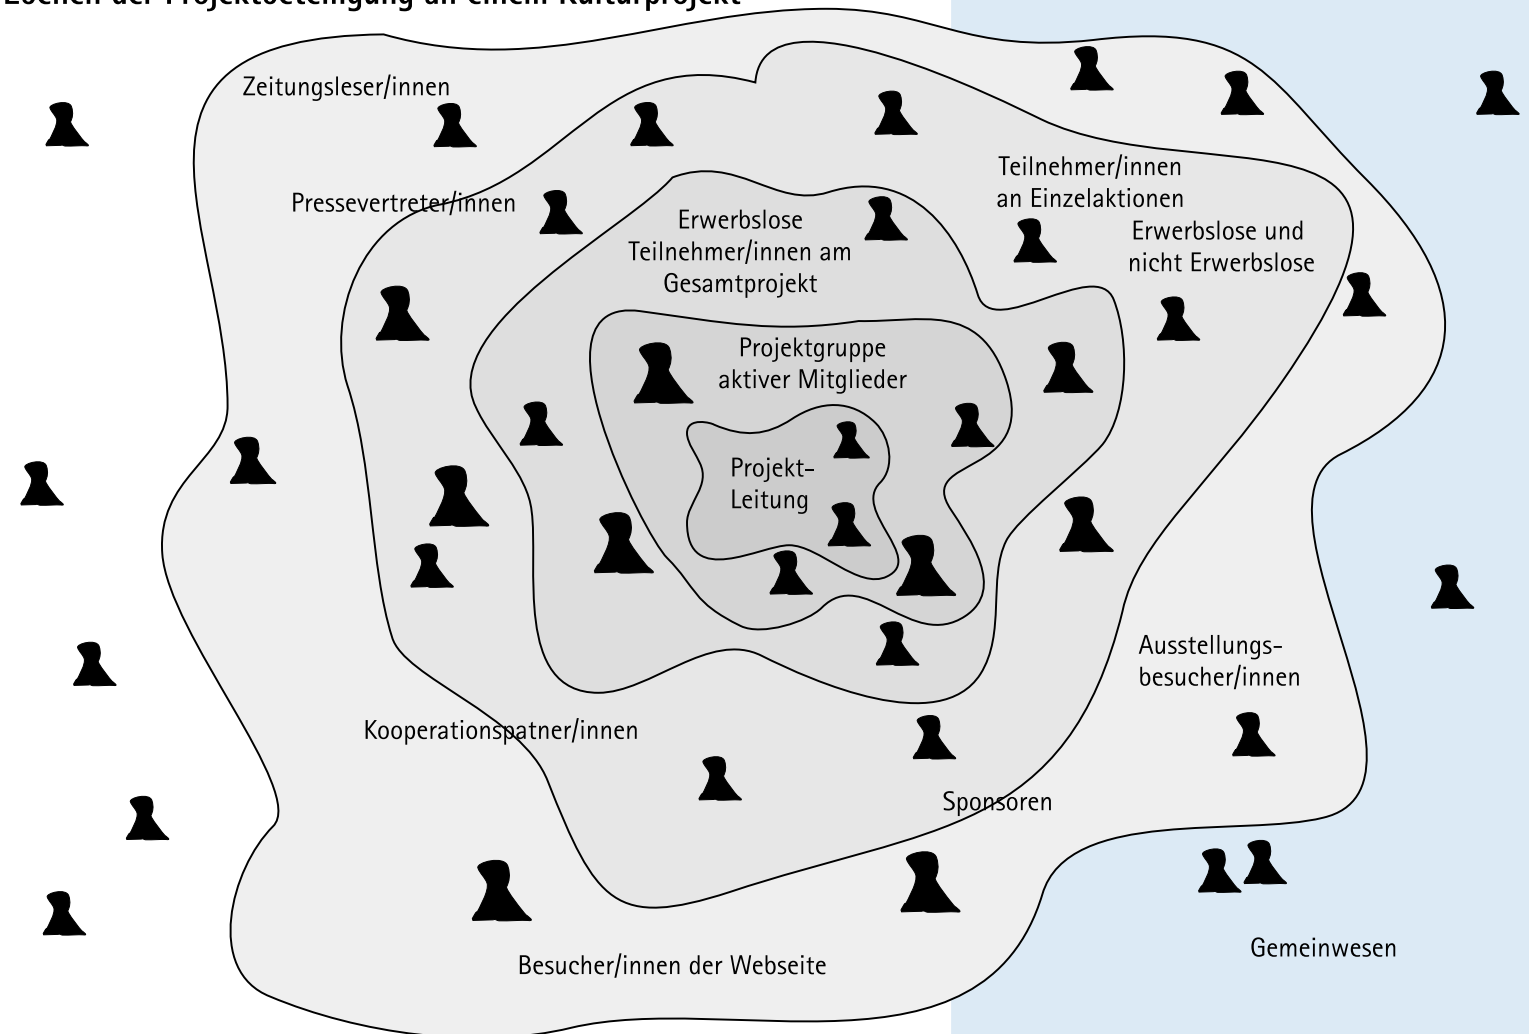 Zeitungsleser/innen
Pressevertreter/innen
Teilnehmer/innen
an Einzelaktionen
Erwerbslose und
nicht Erwerbslose
Erwerbslose
Teilnehmer/innen am
Gesamtprojekt
Projektgruppe
aktiver Mitglieder
Projekt-
Leitung
Ausstellungs-
besucher/innen
Kooperationspatner/innen
Sponsoren
Gemeinwesen
Besucher/innen der Webseite